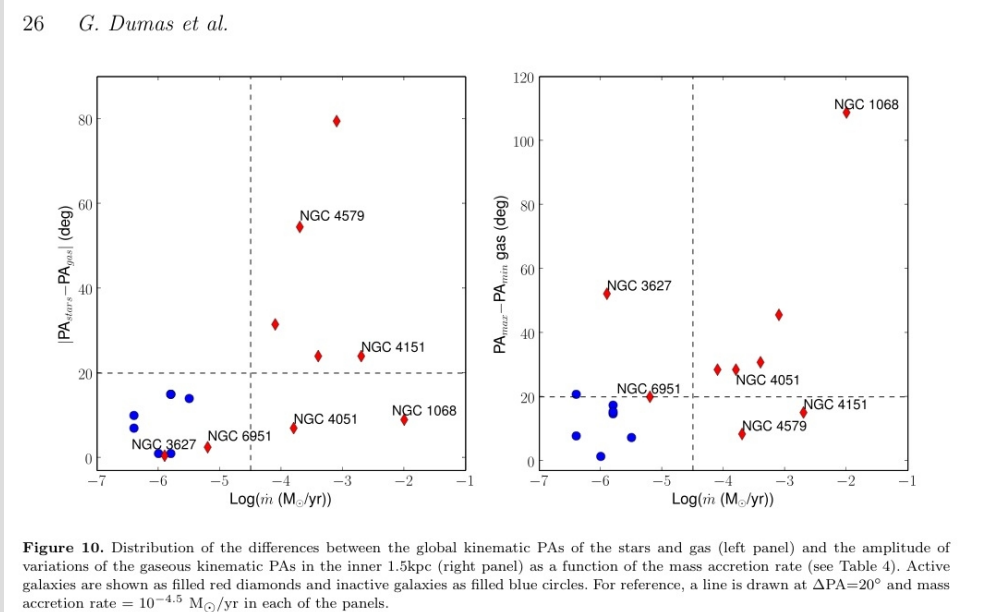 26 G. Dumas et al.
80
60
40
20
0
|PA_stars−PA_gas| (deg)
NGC 4579
NGC 4151
NGC 1068
NGC 4051
NGC 6951
NGC 3627
−7 −6 −5 −4 −3 −2 −1
Log(ṁ (M⊙/yr))
120
100
80
60
40
20
0
PA_max−PA_min gas (deg)
NGC 1068
NGC 3627
NGC 4051
NGC 6951
NGC 4151
NGC 4579
−7 −6 −5 −4 −3 −2 −1
Log(ṁ (M⊙/yr))
Figure 10. Distribution of the differences between the global kinematic PAs of the stars and gas (left panel) and the amplitude of
variations of the gaseous kinematic PAs in the inner 1.5kpc (right panel) as a function of the mass accretion rate (see Table 4). Active
galaxies are shown as filled red diamonds and inactive galaxies as filled blue circles. For reference, a line is drawn at ΔPA=20° and mass
accretion rate = 10^−4.5 M⊙/yr in each of the panels.